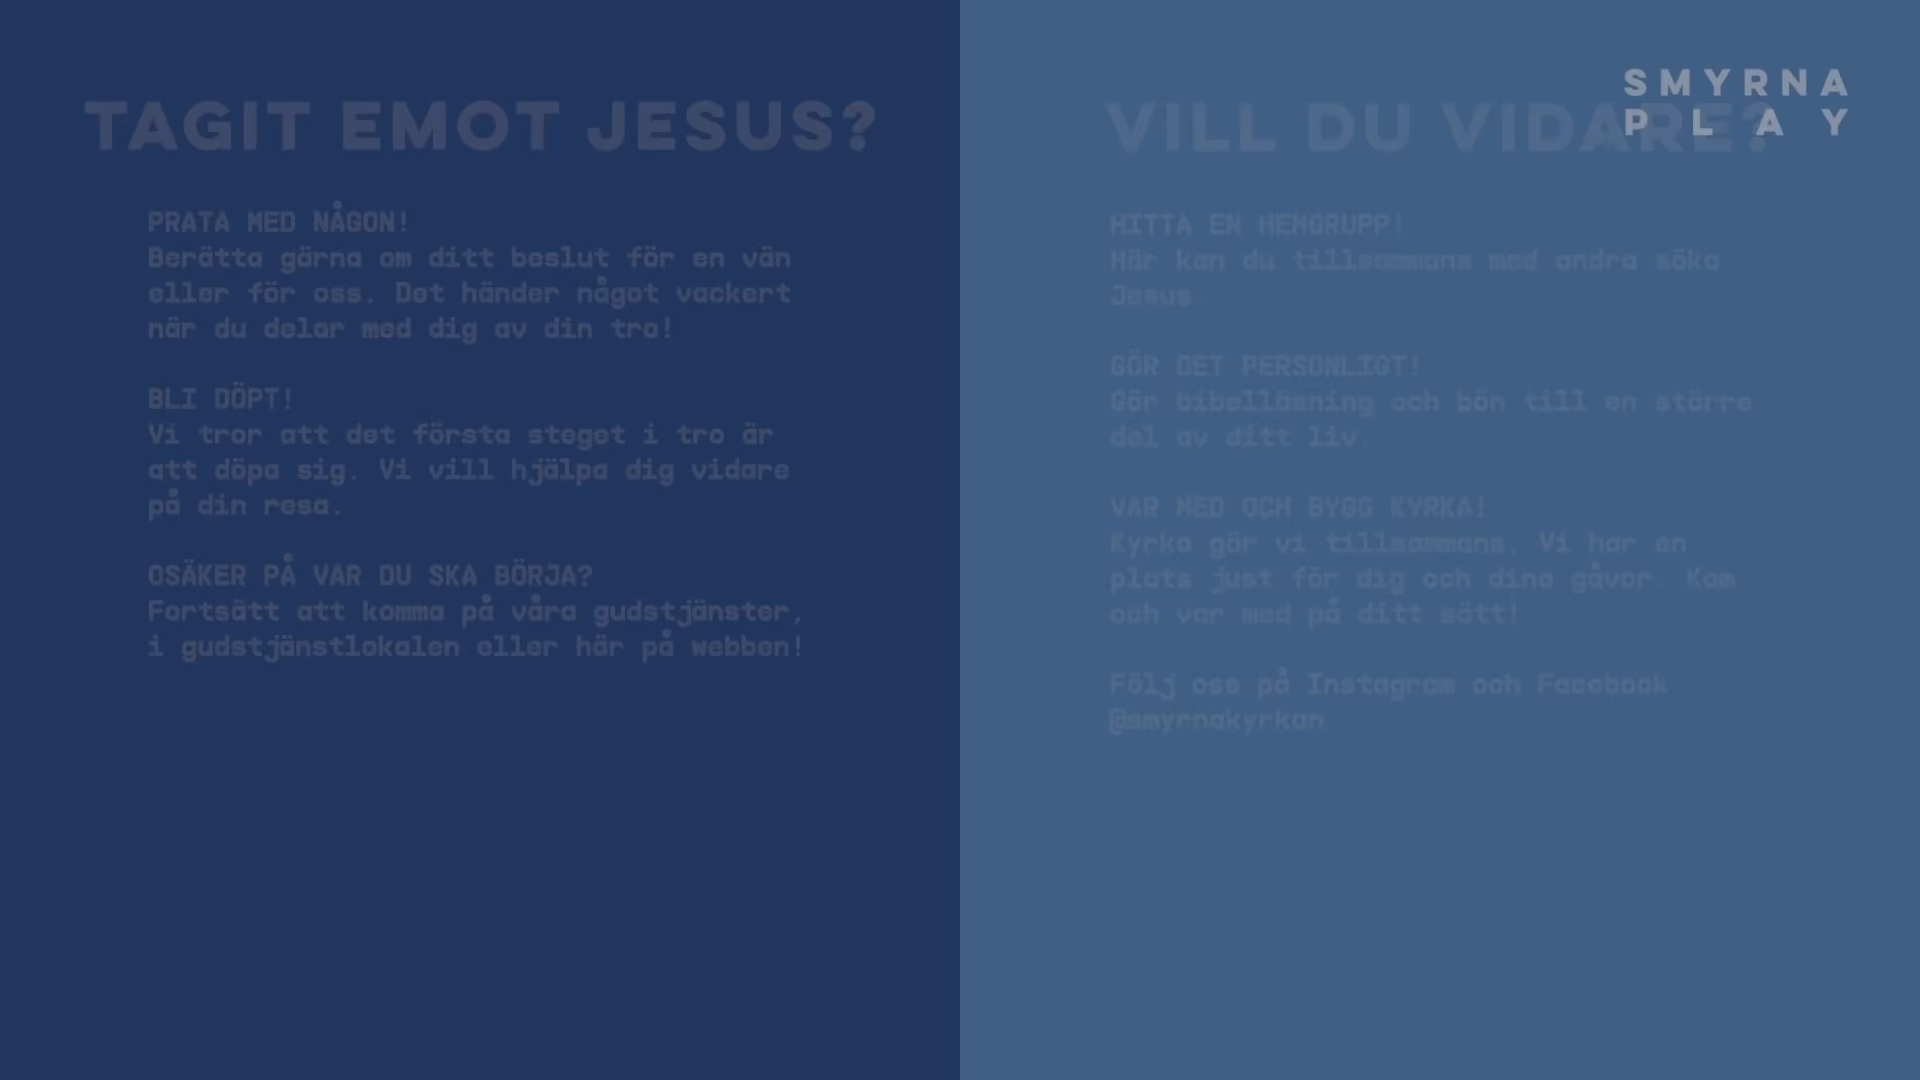 TAGIT EMOT JESUS?
PRATA MED NÅGON!
Berätta gärna om ditt beslut för en vän
eller för oss. Det händer något vackert
när du delar med dig av din tro!
BLI DÖPT!
Vi tror att det första steget i tro är
att döpa sig. Vi vill hjälpa dig vidare
på din resa.
OSÄKER PÅ VAR DU SKA BÖRJA?
Fortsätt att komma på våra gudstjänster,
i gudstjänstlokalen eller här på webben!
SMYRNA
PLAY
VILL DU VIDARE?
HITTA EN HEMGRUPP!
Här kan du tillsammans med andra söka
Jesus.
GÖR DET PERSONLIGT!
Gör bibelläsning och bön till en större
del av ditt liv.
VAR MED OCH BYGG KYRKA!
Kyrka gör vi tillsammans. Vi har en
plats just för dig och dina gåvor. Kom
och var med på ditt sätt!
Följ oss på Instagram och Facebook
@smyrnakyrkan